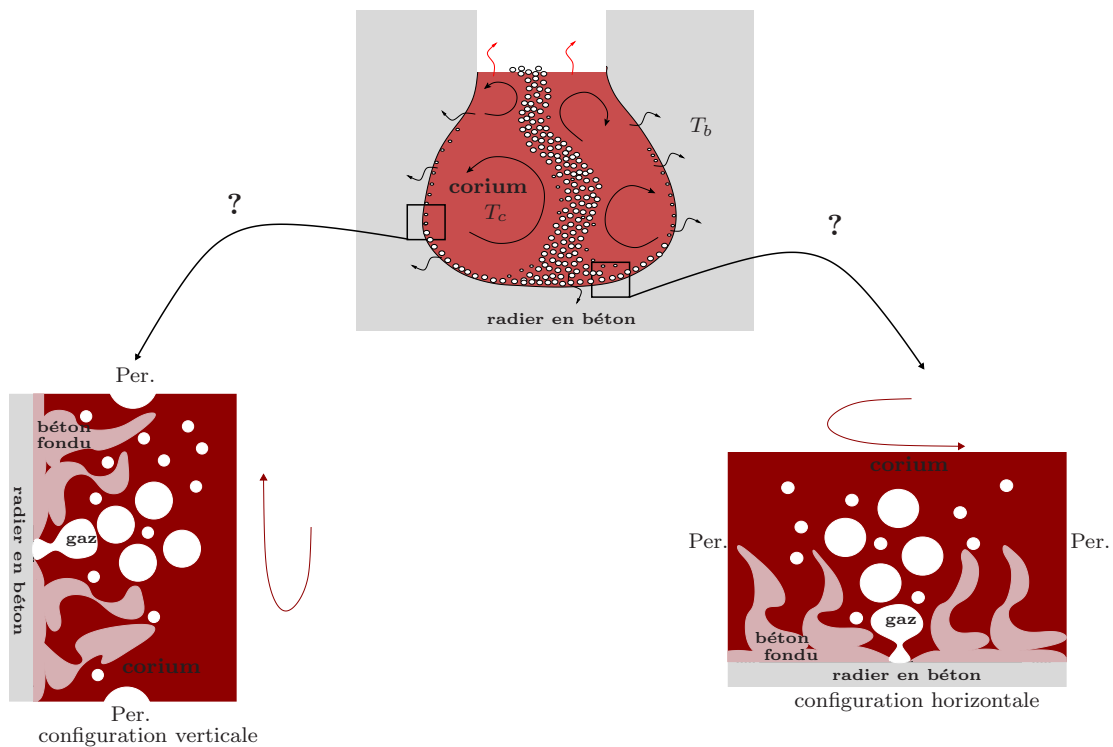 T_b
corium
T_c
?
?
radier en béton
Per.
béton
fondu
radier en béton
gaz
corium
Per.
configuration verticale
corium
Per.
Per.
gaz
béton
fondu
radier en béton
configuration horizontale